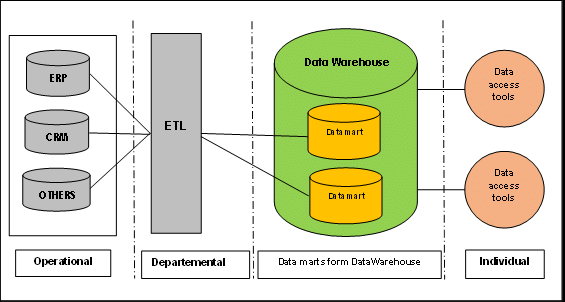 ERP
CRM
OTHERS
ETL
Data Warehouse
Datamart
Datamart
Data
access
tools
Data
access
tools
Operational
Departemental
Data marts form DataWarehouse
Individual